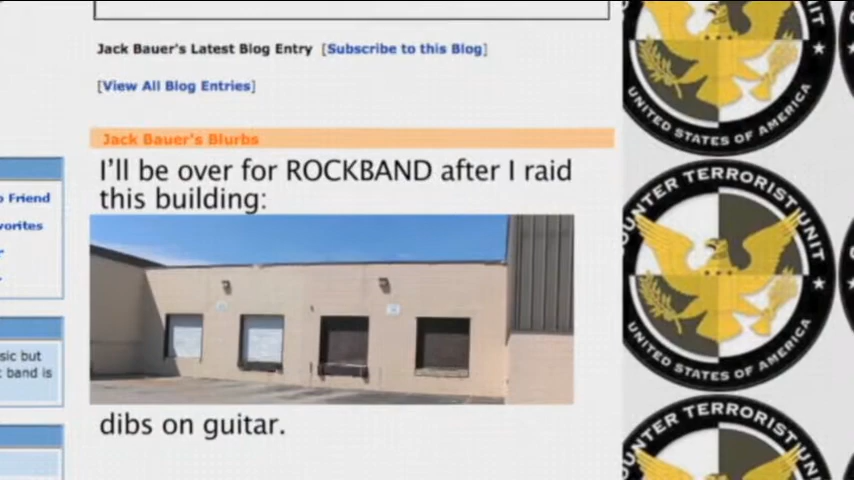 Jack Bauer's Latest Blog Entry [Subscribe to this Blog]
[View All Blog Entries]
Jack Bauer's Blurbs
I'll be over for ROCKBAND after I raid
this building:
dibs on guitar.
Friend
sic but
band is
UNIT
UNITED STATES OF AMERICA
COUNTER TERRORIST UNIT
UNITED STATES OF AMERICA
TERRORIST UNIT